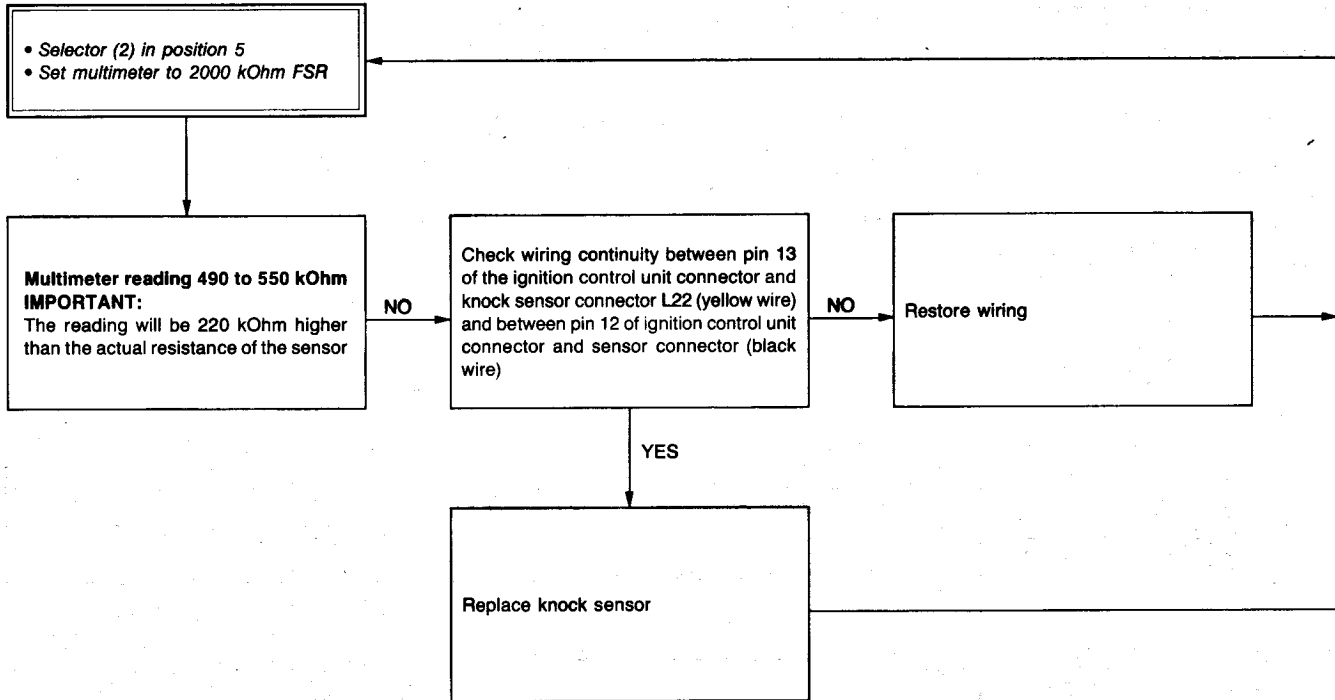 • Selector (2) in position 5
• Set multimeter to 2000 kOhm FSR
Multimeter reading 490 to 550 kOhm
IMPORTANT:
The reading will be 220 kOhm higher
than the actual resistance of the sensor
NO
Check wiring continuity between pin 13
of the ignition control unit connector and
knock sensor connector L22 (yellow wire)
and between pin 12 of ignition control unit
connector and sensor connector (black
wire)
NO
Restore wiring
YES
Replace knock sensor